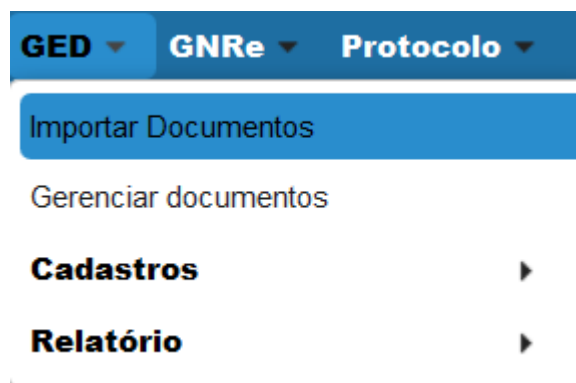 GED GNRe Protocolo
Importar Documentos
Gerenciar documentos
Cadastros
Relatório